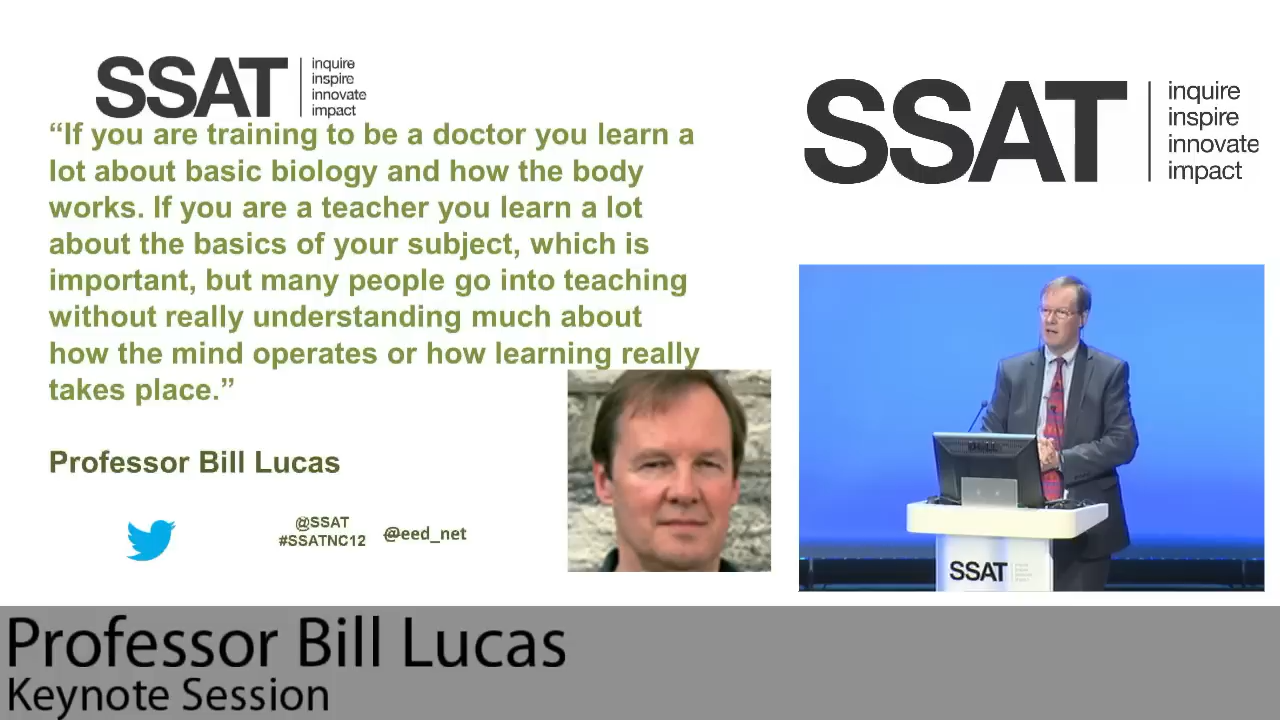 SSAT
inquire
inspire
innovate
impact
“If you are training to be a doctor you learn a
lot about basic biology and how the body
works. If you are a teacher you learn a lot
about the basics of your subject, which is
important, but many people go into teaching
without really understanding much about
how the mind operates or how learning really
takes place.”
Professor Bill Lucas
@SSAT
#SSATNC12
@eed_net
SSAT
inquire
inspire
innovate
impact
SSAT
Professor Bill Lucas
Keynote Session